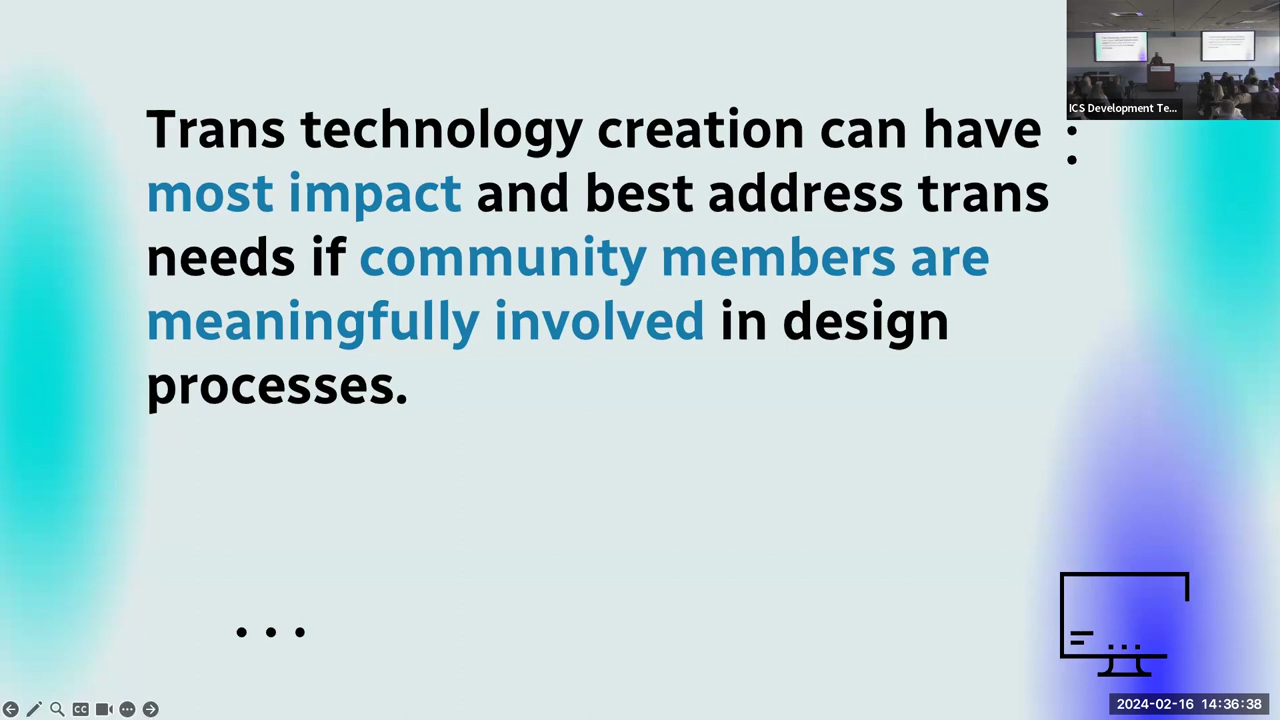 Trans technology creation can have
most impact and best address trans
needs if community members are
meaningfully involved in design
processes.
ICS Development Te...
CC
2024-02-16 14:36:38